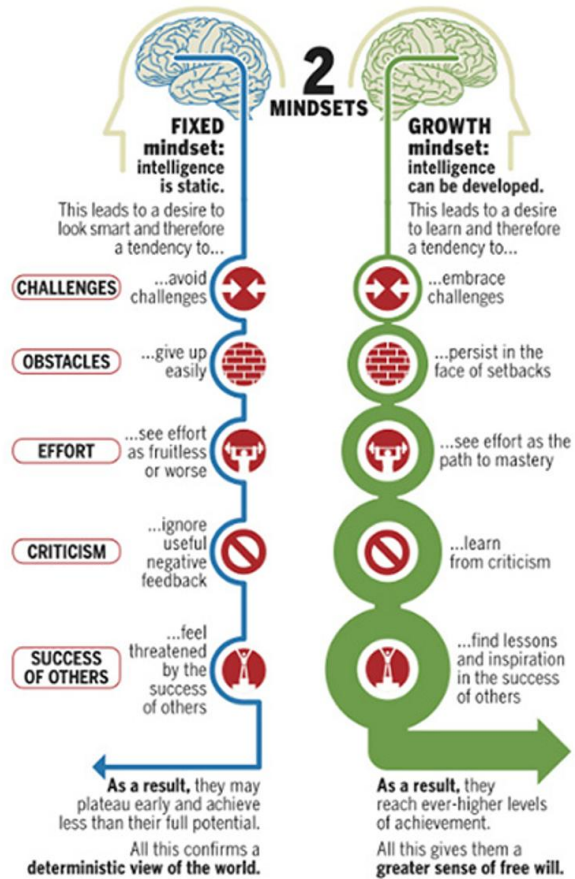 2
MINDSETS
FIXED
mindset:
intelligence
is static.
This leads to a desire to
look smart and therefore
a tendency to...
GROWTH
mindset:
intelligence
can be developed.
This leads to a desire
to learn and therefore
a tendency to...
CHALLENGES
...avoid
challenges
...embrace
challenges
OBSTACLES
...give up
easily
...persist in the
face of setbacks
EFFORT
...see effort
as fruitless
or worse
...see effort as the
path to mastery
CRITICISM
...ignore
useful
negative
feedback
...learn
from criticism
SUCCESS
OF OTHERS
...feel
threatened
by the
success
of others
...find lessons
and inspiration
in the success
of others
As a result, they may
plateau early and achieve
less than their full potential.
All this confirms a
deterministic view of the world.
As a result, they
reach ever-higher levels
of achievement.
All this gives them a
greater sense of free will.